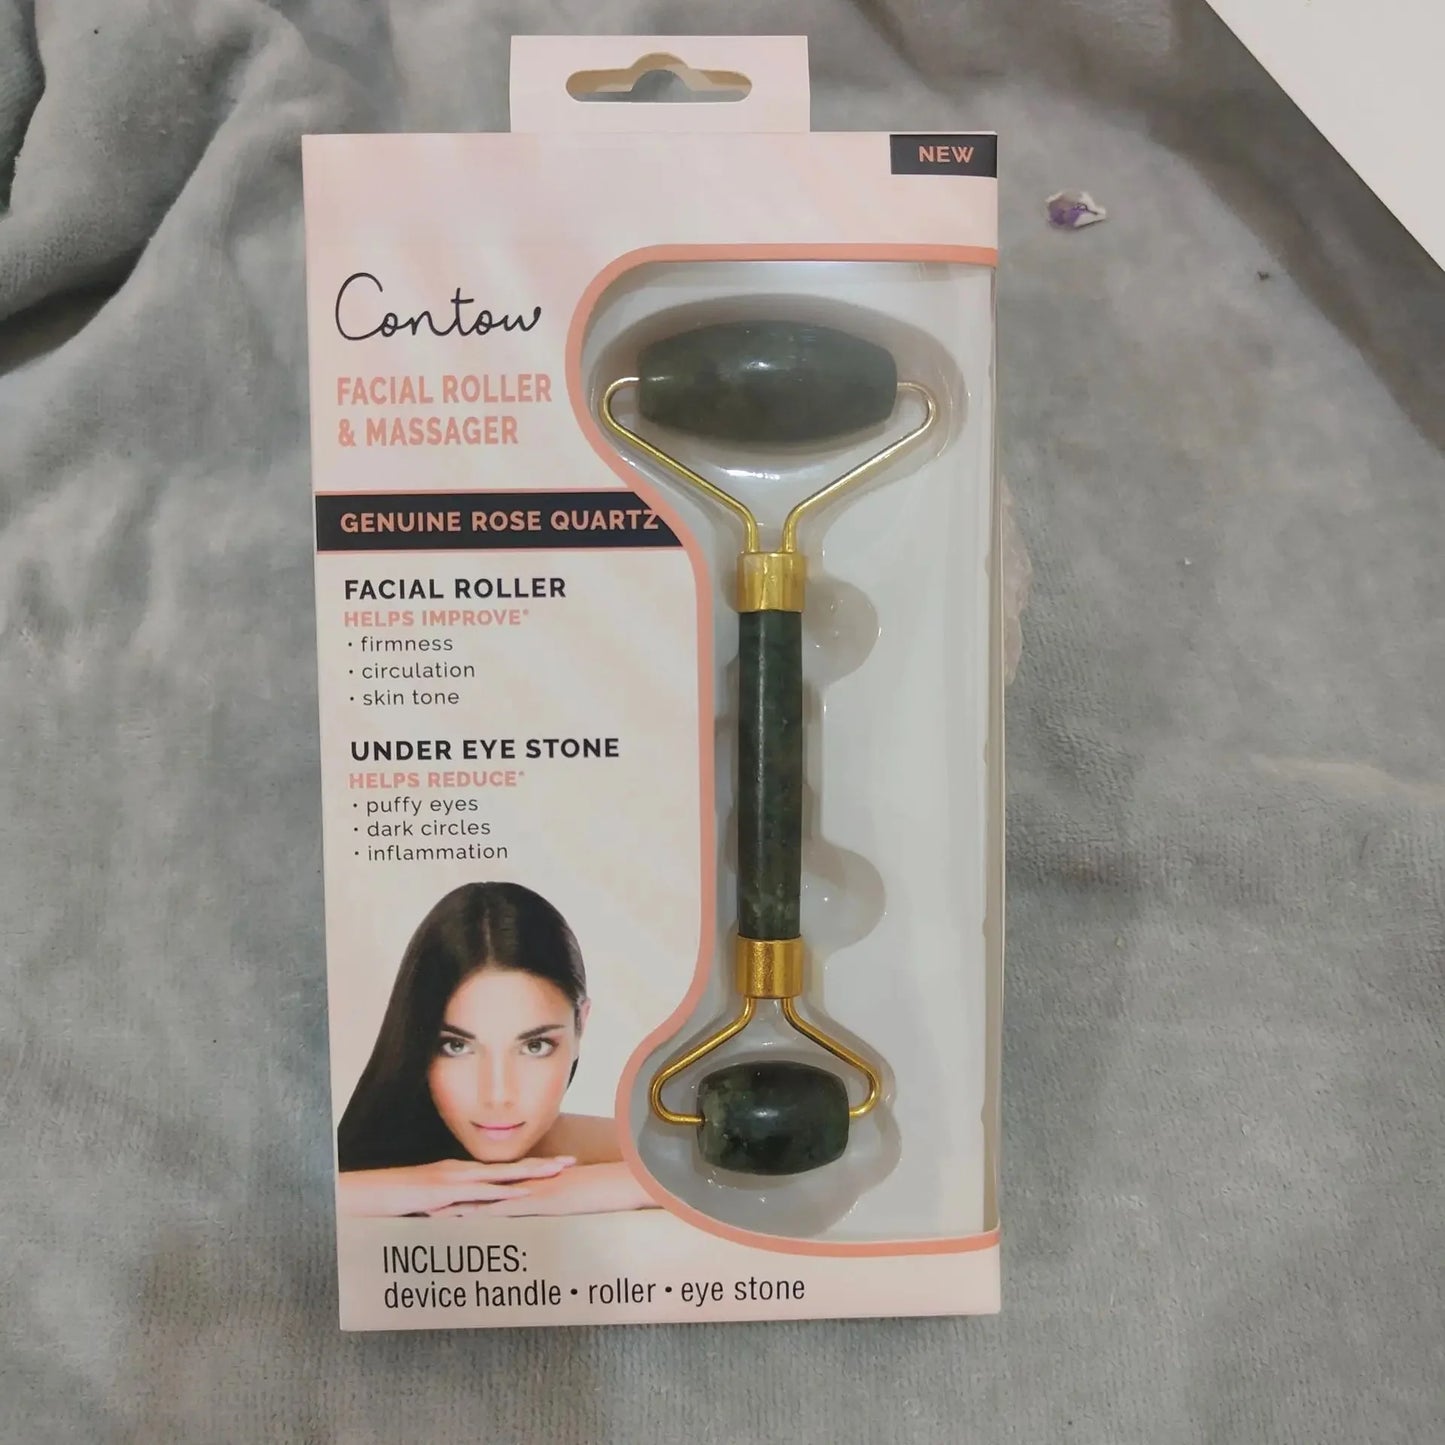 NEW
Contour
FACIAL ROLLER
& MASSAGER
GENUINE ROSE QUARTZ
FACIAL ROLLER
HELPS IMPROVE*
• firmness
• circulation
• skin tone
UNDER EYE STONE
HELPS REDUCE*
• puffy eyes
• dark circles
• inflammation
INCLUDES:
device handle • roller • eye stone